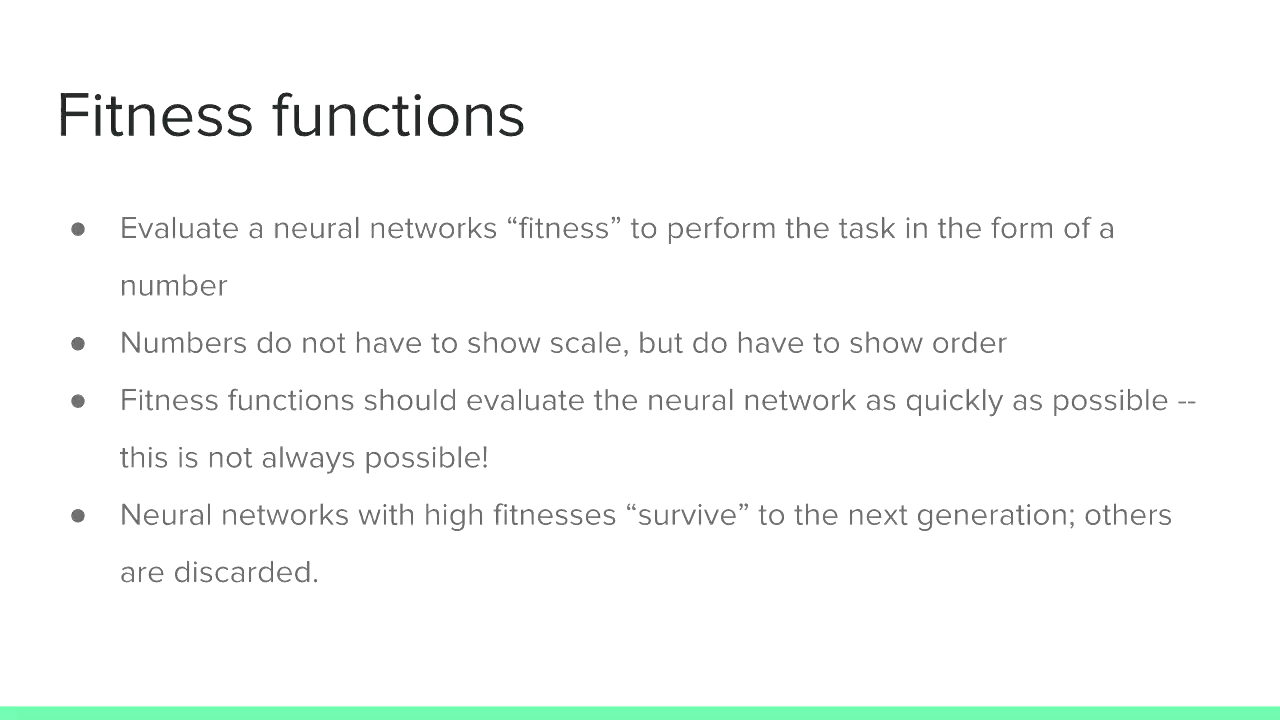 Fitness functions
● Evaluate a neural networks “fitness” to perform the task in the form of a
number
● Numbers do not have to show scale, but do have to show order
● Fitness functions should evaluate the neural network as quickly as possible --
this is not always possible!
● Neural networks with high fitnesses “survive” to the next generation; others
are discarded.